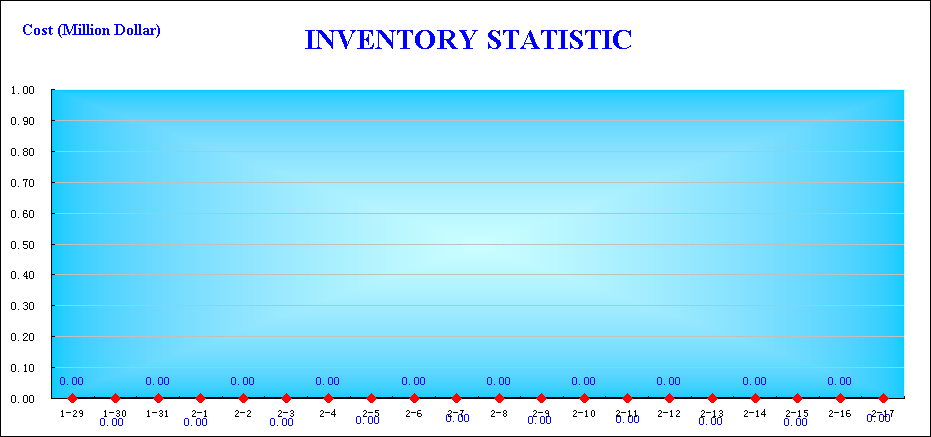 Cost (Million Dollar)
INVENTORY STATISTIC
1.00
0.90
0.80
0.70
0.60
0.50
0.40
0.30
0.20
0.10
0.00
0.00 0.00 0.00 0.00 0.00 0.00 0.00 0.00 0.00 0.00
1-29 1-30 1-31 2-1 2-2 2-3 2-4 2-5 2-6 2-7 2-8 2-9 2-10 2-11 2-12 2-13 2-14 2-15 2-16 2-17
0.00 0.00 0.00 0.00 0.00 0.00 0.00 0.00 0.00 0.00